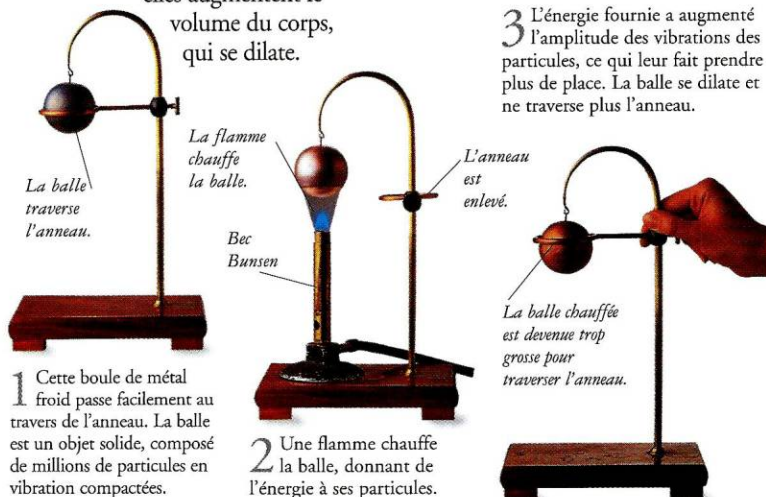 elles augmentent le
volume du corps,
qui se dilate.
La balle
traverse
l'anneau.
1 Cette boule de métal
froid passe facilement au
travers de l'anneau. La balle
est un objet solide, composé
de millions de particules en
vibration compactées.
La flamme
chauffe
la balle.
Bec
Bunsen
L'anneau
est
enlevé.
2 Une flamme chauffe
la balle, donnant de
l'énergie à ses particules.
3 L'énergie fournie a augmenté
l'amplitude des vibrations des
particules, ce qui leur fait prendre
plus de place. La balle se dilate et
ne traverse plus l'anneau.
La balle chauffée
est devenue trop
grosse pour
traverser l'anneau.